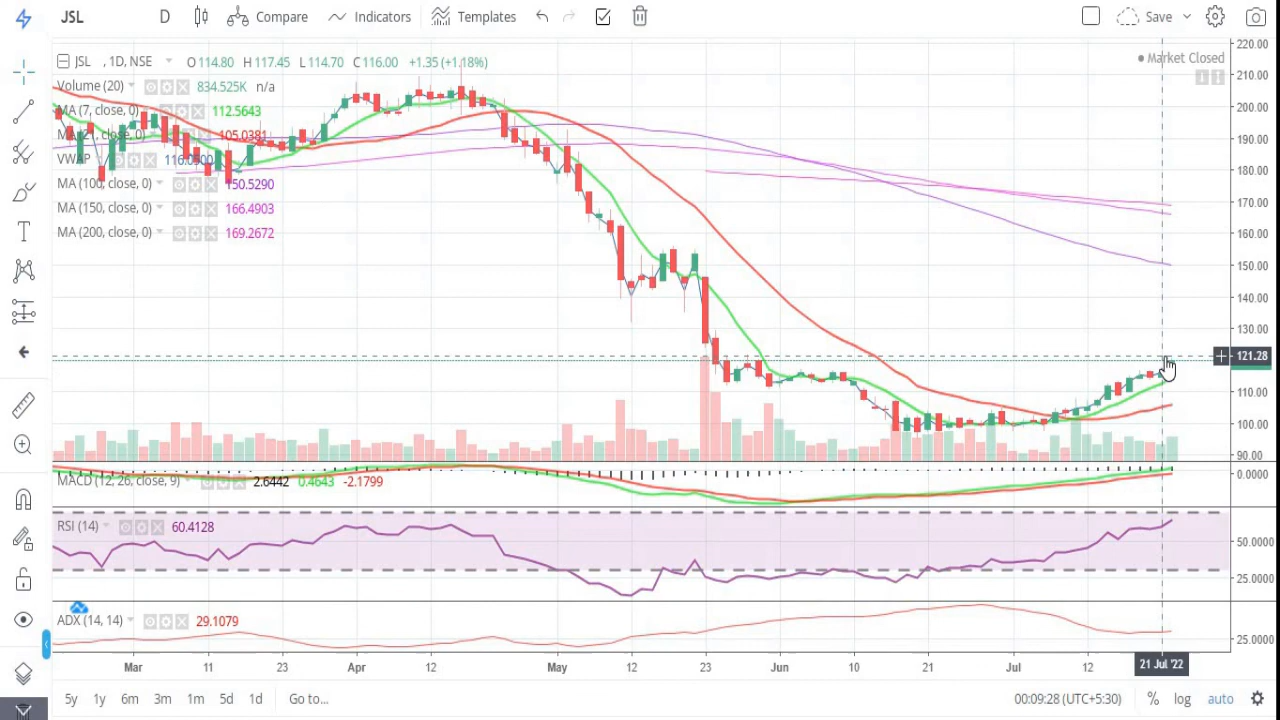 JSL D Compare Indicators Templates Save
JSL , 1D, NSE O114.80 H117.45 L114.70 C116.00 +1.35 (+1.18%)
Market Closed
Volume (20) 834.525K n/a
MA (7, close, 0) 112.5643
105.0381
VWAP
MA (100, close, 0) 150.5290
MA (150, close, 0) 166.4903
MA (200, close, 0) 169.2672
220.00
210.00
200.00
190.00
180.00
170.00
160.00
150.00
140.00
130.00
121.28
110.00
100.00
90.00
MACD (12, 26, close, 9) 2.6442 0.4643 -2.1799
0.0000
RSI (14) 60.4128
50.0000
25.0000
ADX (14, 14) 29.1079
25.0000
Mar 11 23 Apr 12 May 12 23 Jun 10 21 Jul 12 21 Jul '22
5y 1y 6m 3m 1m 5d 1d Go to... 00:09:28 (UTC+5:30) % log auto